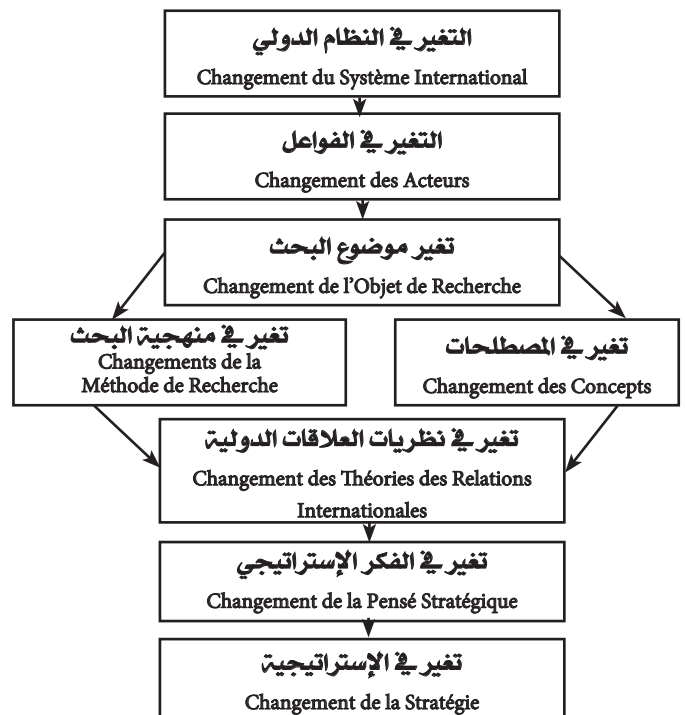 التغير في النظام الدولي
Changement du Système International
التغير في الفواعل
Changement des Acteurs
تغير موضوع البحث
Changement de l'Objet de Recherche
تغير في المصطلحات
Changement des Concepts
تغير في منهجية البحث
Changements de la
Méthode de Recherche
تغير في نظريات العلاقات الدولية
Changement des Théories des Relations
Internationales
تغير في الفكر الإستراتيجي
Changement de la Pensé Stratégique
تغير في الإستراتيجية
Changement de la Stratégie